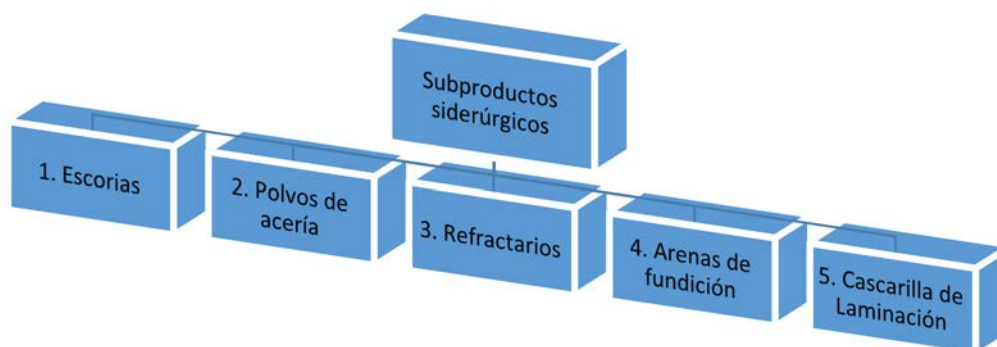 Subproductos
siderúrgicos
1. Escorias
2. Polvos de
acería
3. Refractarios
4. Arenas de
fundición
5. Cascarilla de
Laminación